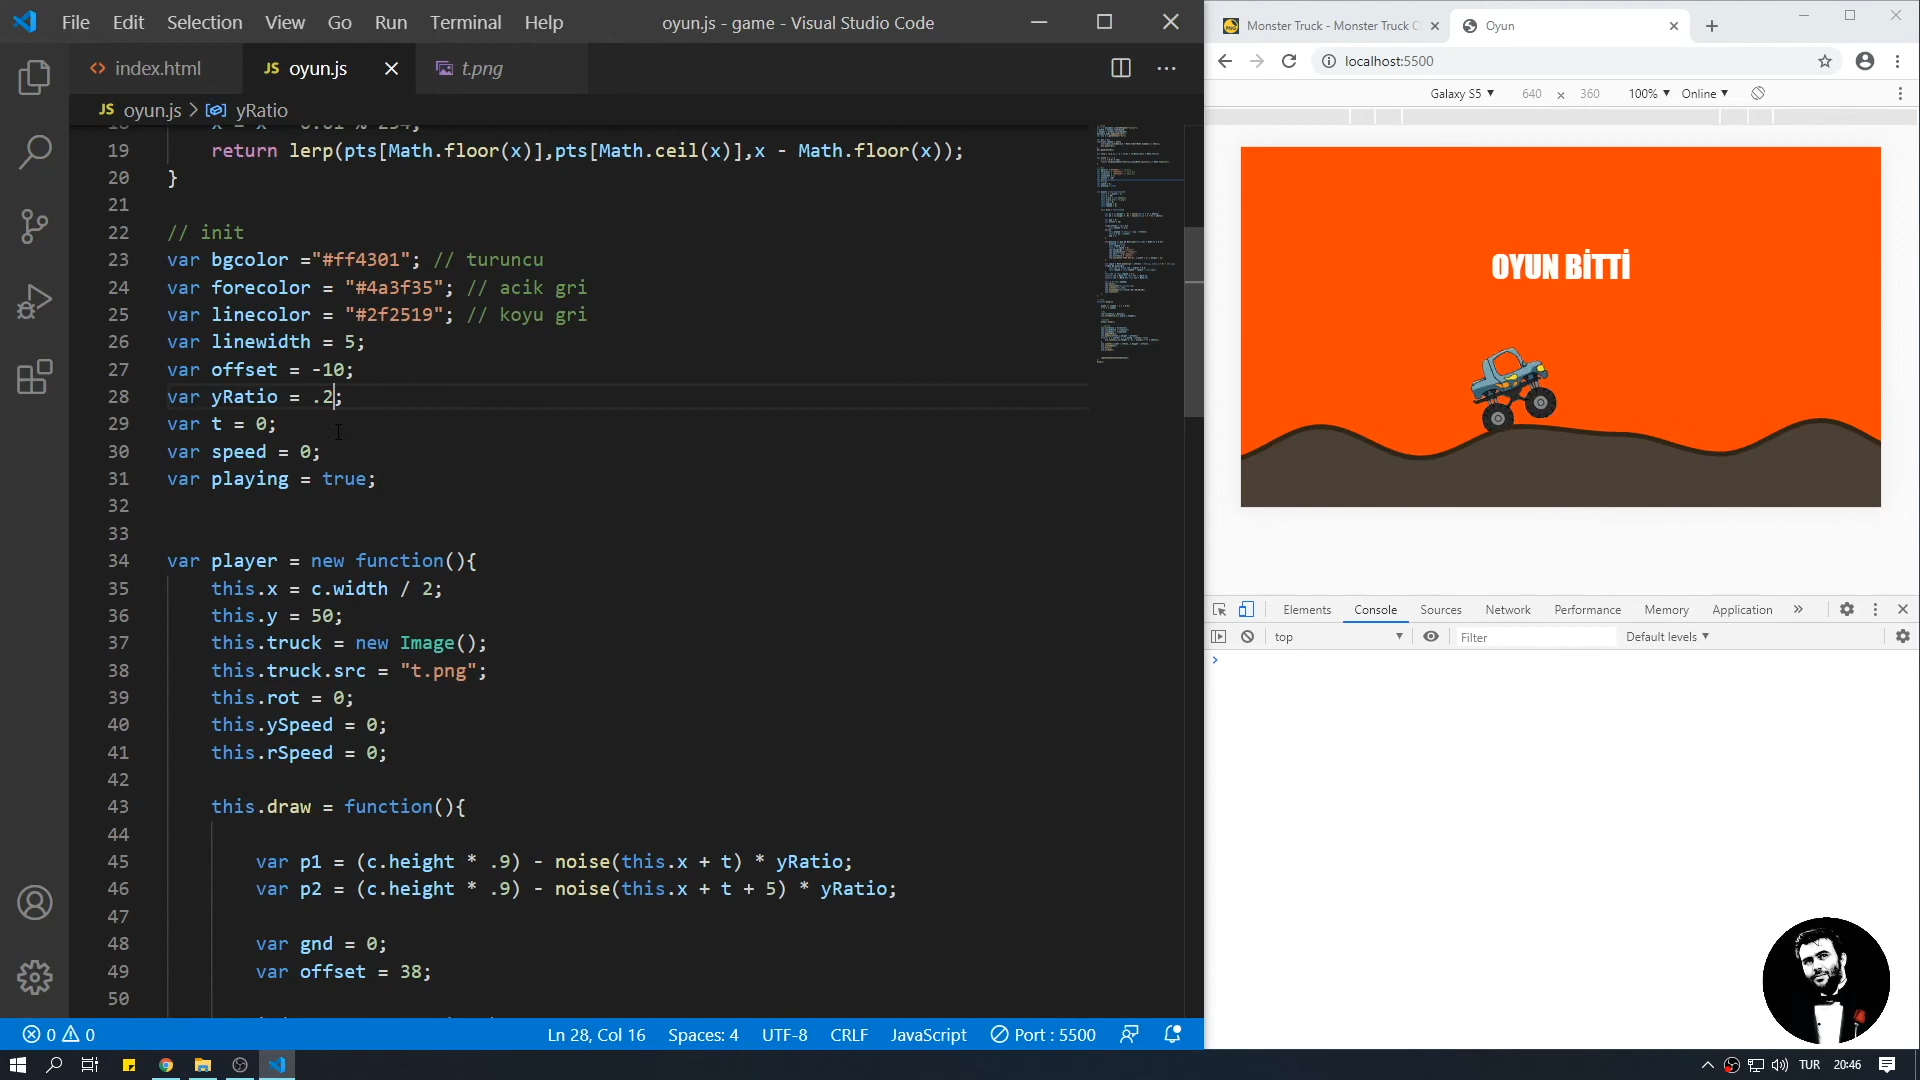 File Edit Selection View Go Run Terminal Help
oyun.js - game - Visual Studio Code
index.html
JS oyun.js
t.png
JS oyun.js > yRatio
19 return lerp(pts[Math.floor(x)],pts[Math.ceil(x)],x - Math.floor(x));
20 }
21
22 // init
23 var bgcolor ="#ff4301"; // turuncu
24 var forecolor = "#4a3f35"; // acik gri
25 var linecolor = "#2f2519"; // koyu gri
26 var linewidth = 5;
27 var offset = -10;
28 var yRatio = .2;
29 var t = 0;
30 var speed = 0;
31 var playing = true;
32
33
34 var player = new function(){
35 this.x = c.width / 2;
36 this.y = 50;
37 this.truck = new Image();
38 this.truck.src = "t.png";
39 this.rot = 0;
40 this.ySpeed = 0;
41 this.rSpeed = 0;
42
43 this.draw = function(){
44
45 var p1 = (c.height * .9) - noise(this.x + t) * yRatio;
46 var p2 = (c.height * .9) - noise(this.x + t + 5) * yRatio;
47
48 var gnd = 0;
49 var offset = 38;
50
0 0
Ln 28, Col 16 Spaces: 4 UTF-8 CRLF JavaScript Port : 5500
Monster Truck - Monster Truck
Oyun
localhost:5500
Galaxy S5 640 x 360 100% Online
OYUN BİTTİ
Elements Console Sources Network Performance Memory Application »
top Filter Default levels
TUR 20:46